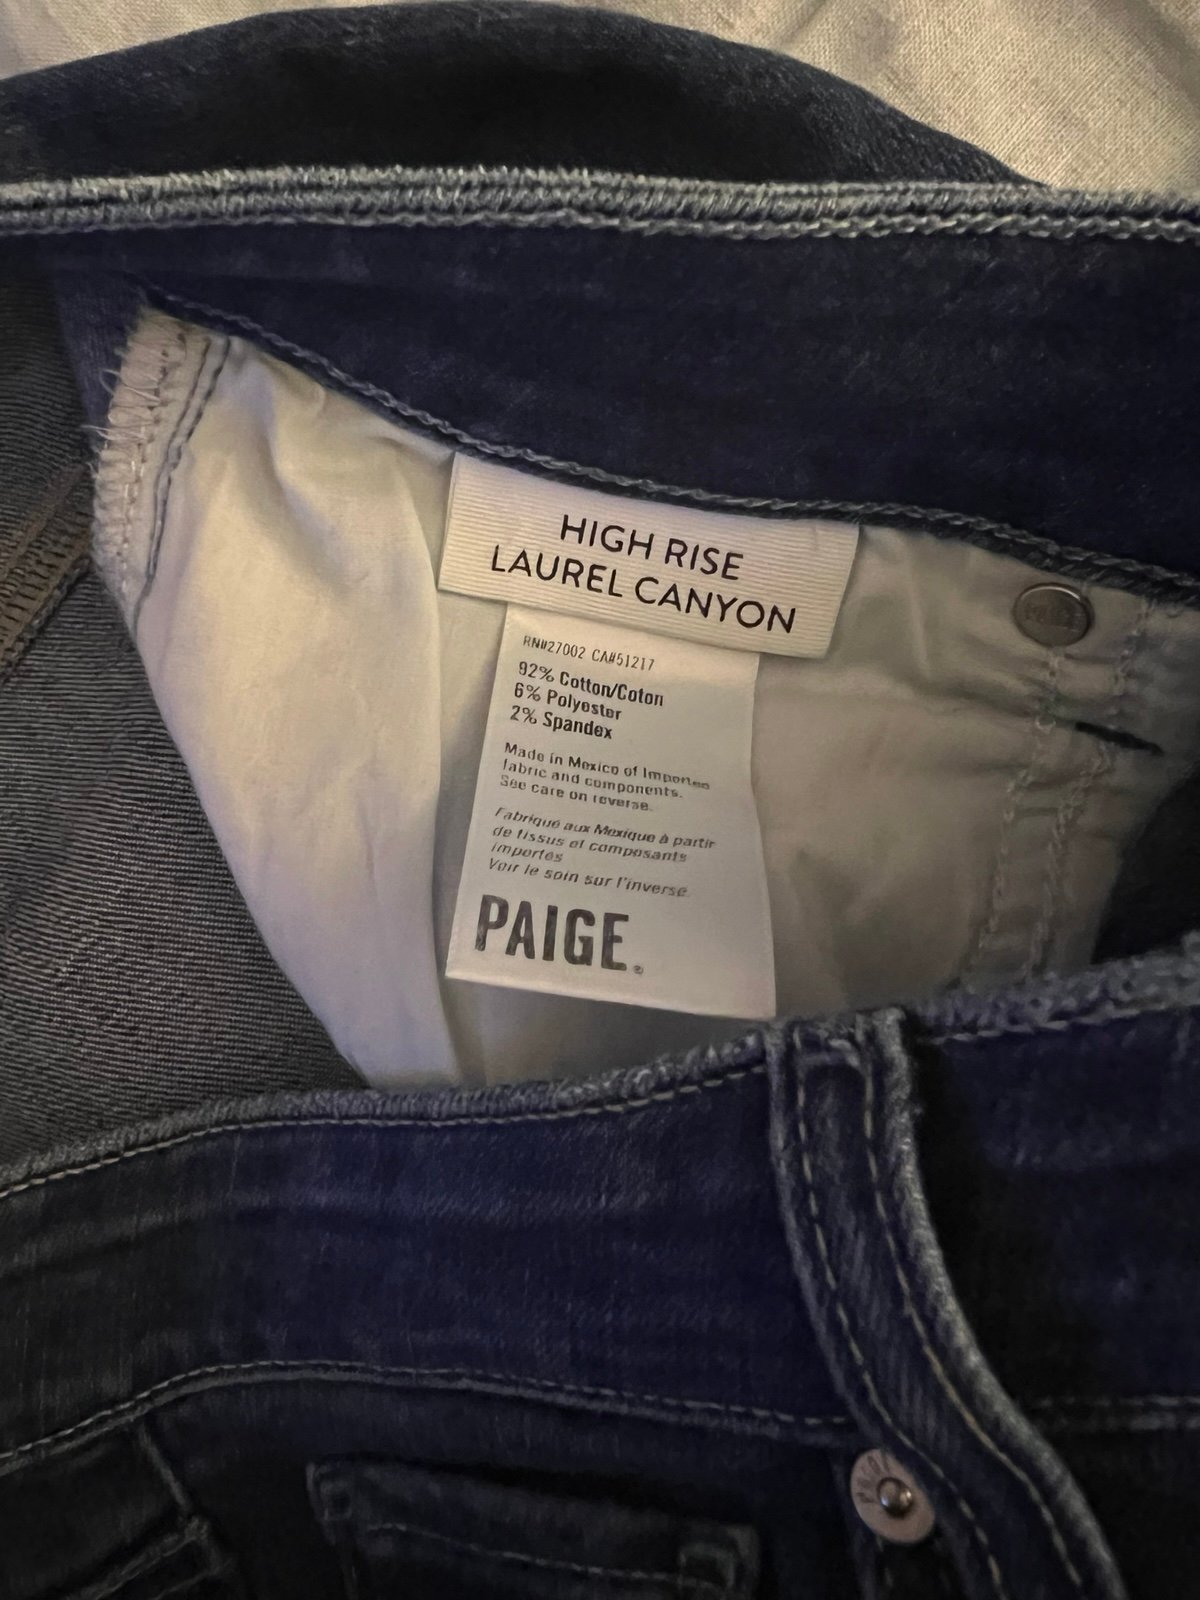 HIGH RISE
LAUREL CANYON
RN#27002 CA#51217
92% Cotton/Coton
6% Polyester
2% Spandex
Made in Mexico of Imported
fabric and components.
See care on reverse.
Fabriqué aux Mexique à partir
de tissus et composants
importés
Voir le soin sur l'inverse
PAIGE®